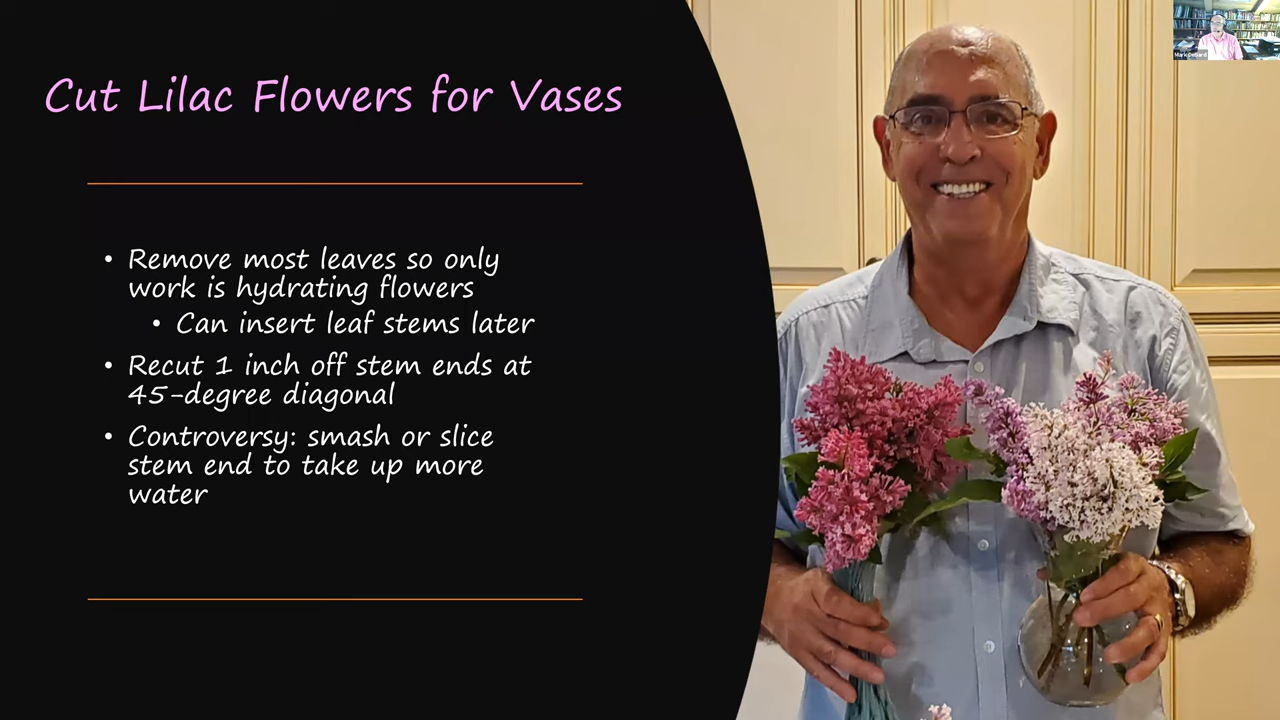 Cut Lilac Flowers for Vases
• Remove most leaves so only
work is hydrating flowers
• Can insert leaf stems later
• Recut 1 inch off stem ends at
45-degree diagonal
• Controversy: smash or slice
stem end to take up more
water
Mark